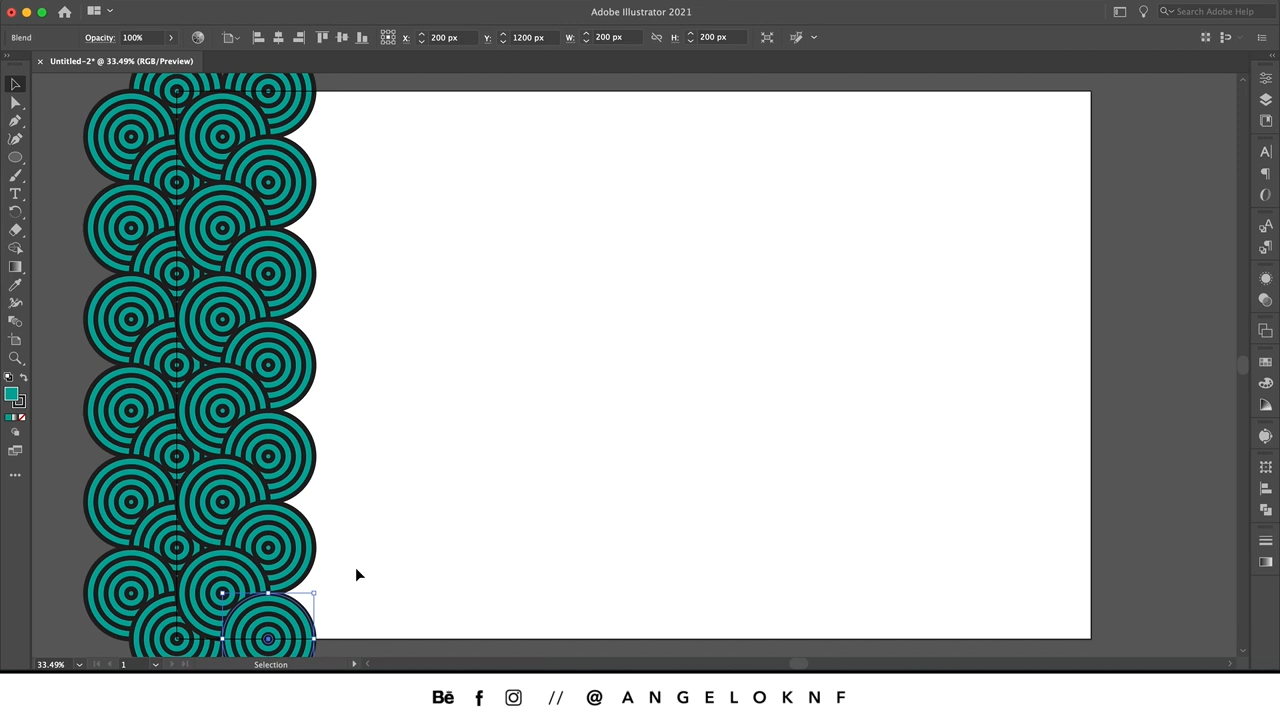 Adobe Illustrator 2021
Search Adobe Help
Blend Opacity: 100% X: 200 px Y: 1200 px W: 200 px H: 200 px
× Untitled-2* @ 33.49% (RGB/Preview)
33.49% 1 Selection
Bē f // @ A N G E L O K N F